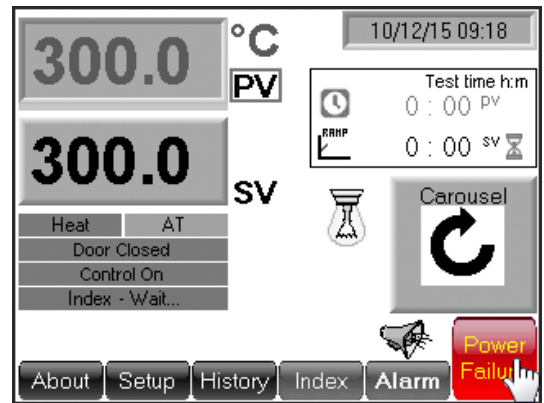 300.0
°C
PV
10/12/15 09:18
Test time h:m
0 : 00 PV
RAMP
0 : 00 SV
300.0
SV
Heat
AT
Door Closed
Control On
Index - Wait...
Carousel
Power
Failure
About
Setup
History
Index
Alarm